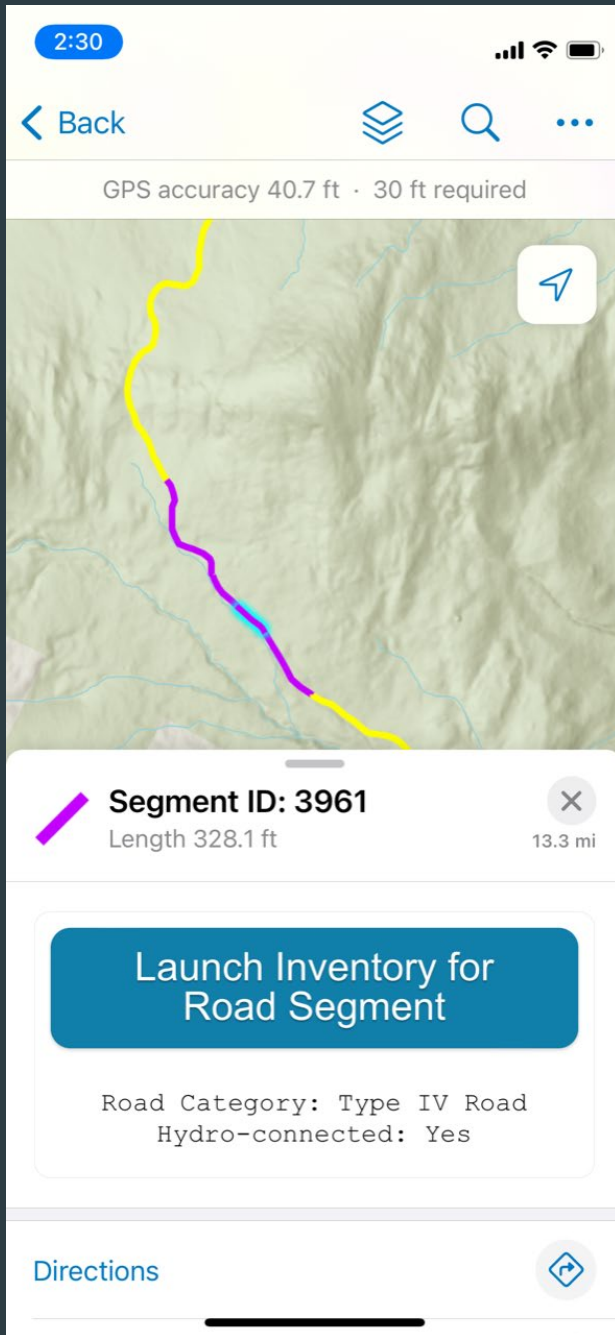 2:30
Back
GPS accuracy 40.7 ft · 30 ft required
Segment ID: 3961
Length 328.1 ft
13.3 mi
Launch Inventory for
Road Segment
Road Category: Type IV Road
Hydro-connected: Yes
Directions